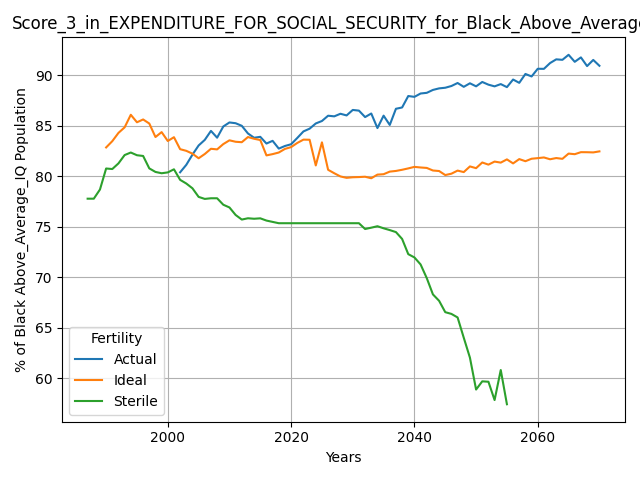 Score_3_in_EXPENDITURE_FOR_SOCIAL_SECURITY_for_Black_Above_Average
% of Black Above_Average_IQ Population
90
85
80
75
70
65
60
Fertility
Actual
Ideal
Sterile
2000
2020
2040
2060
Years